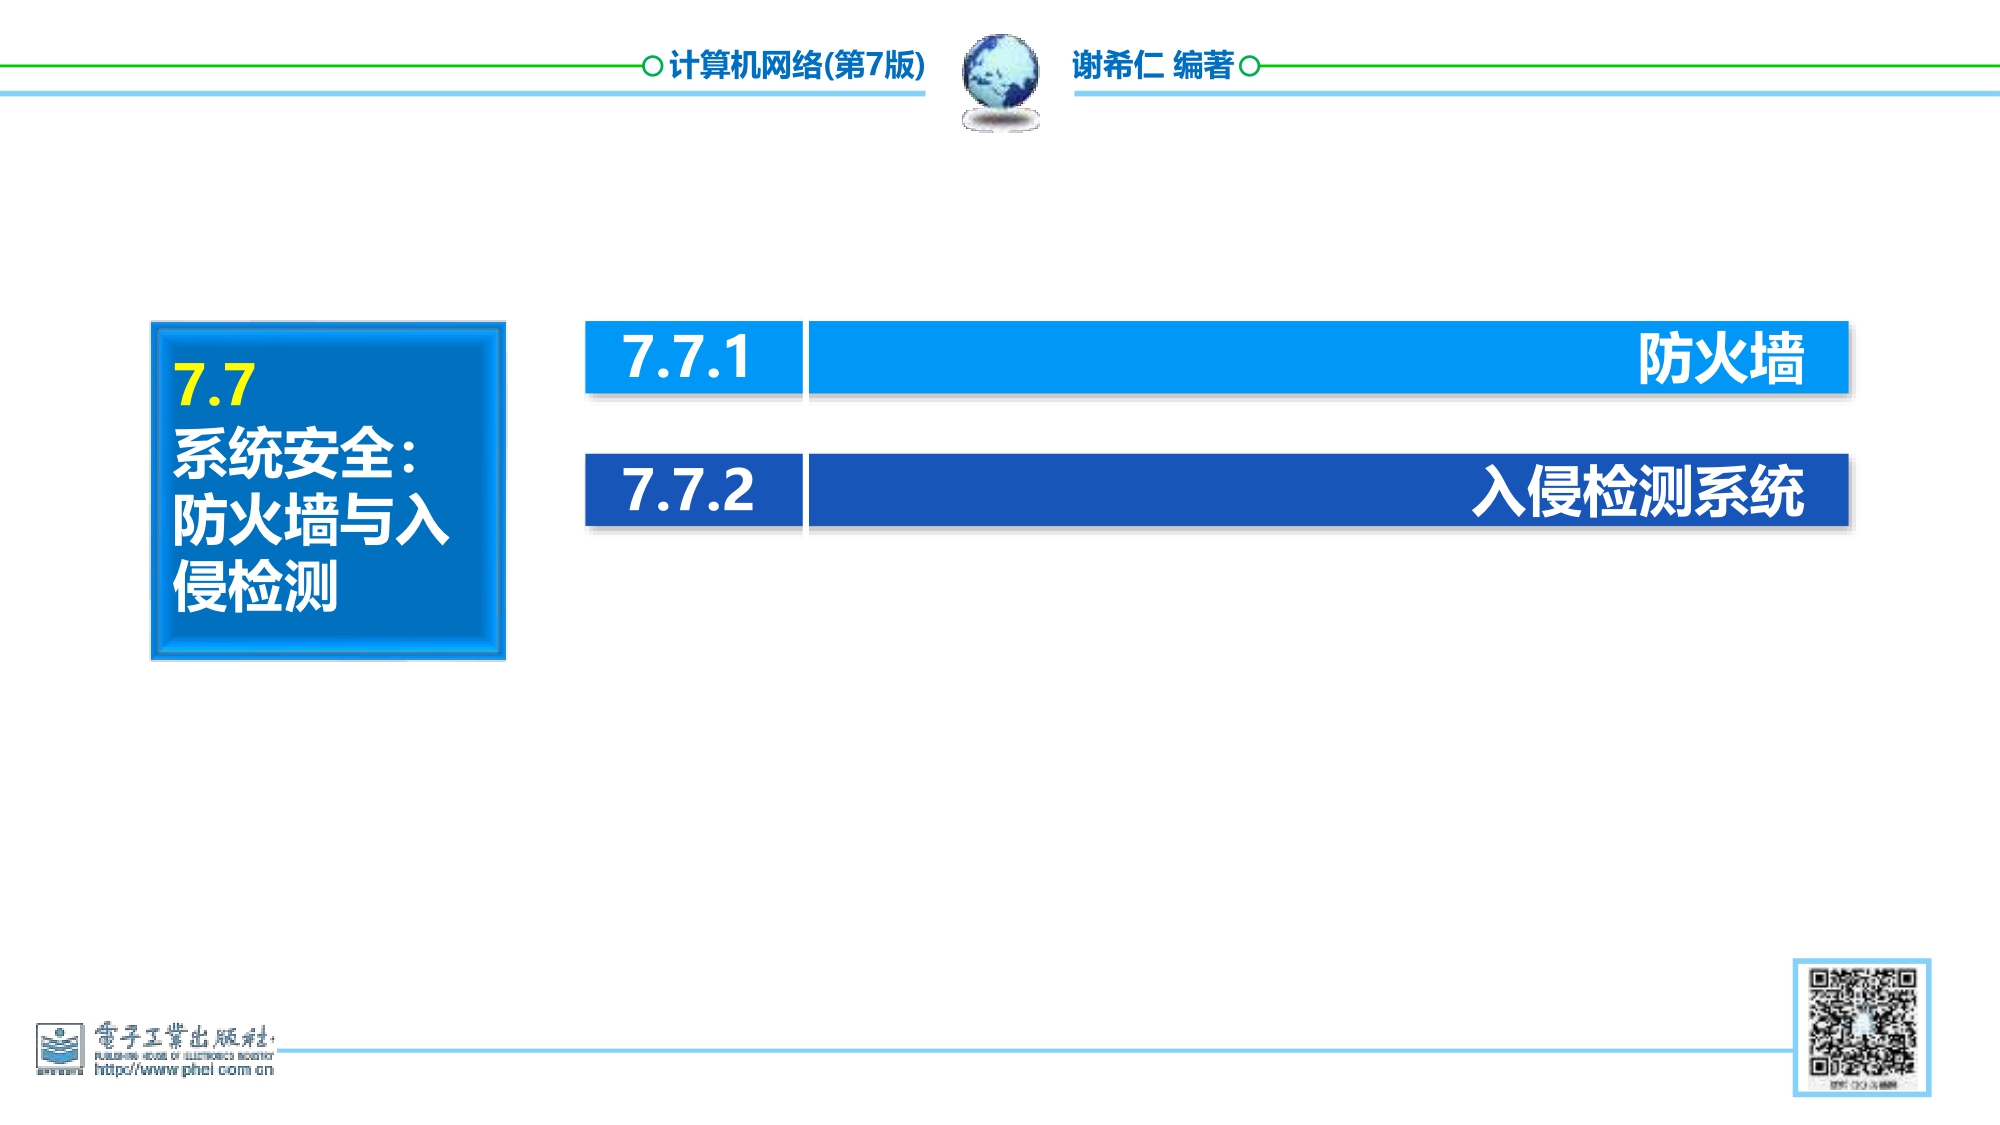 计算机网络(第7版)
谢希仁 编著
7.7
系统安全：
防火墙与入
侵检测
7.7.1 防火墙
7.7.2 入侵检测系统
電子工業出版社
PUBLISHING HOUSE OF ELECTRONICS INDUSTRY
http://www.phei.com.cn